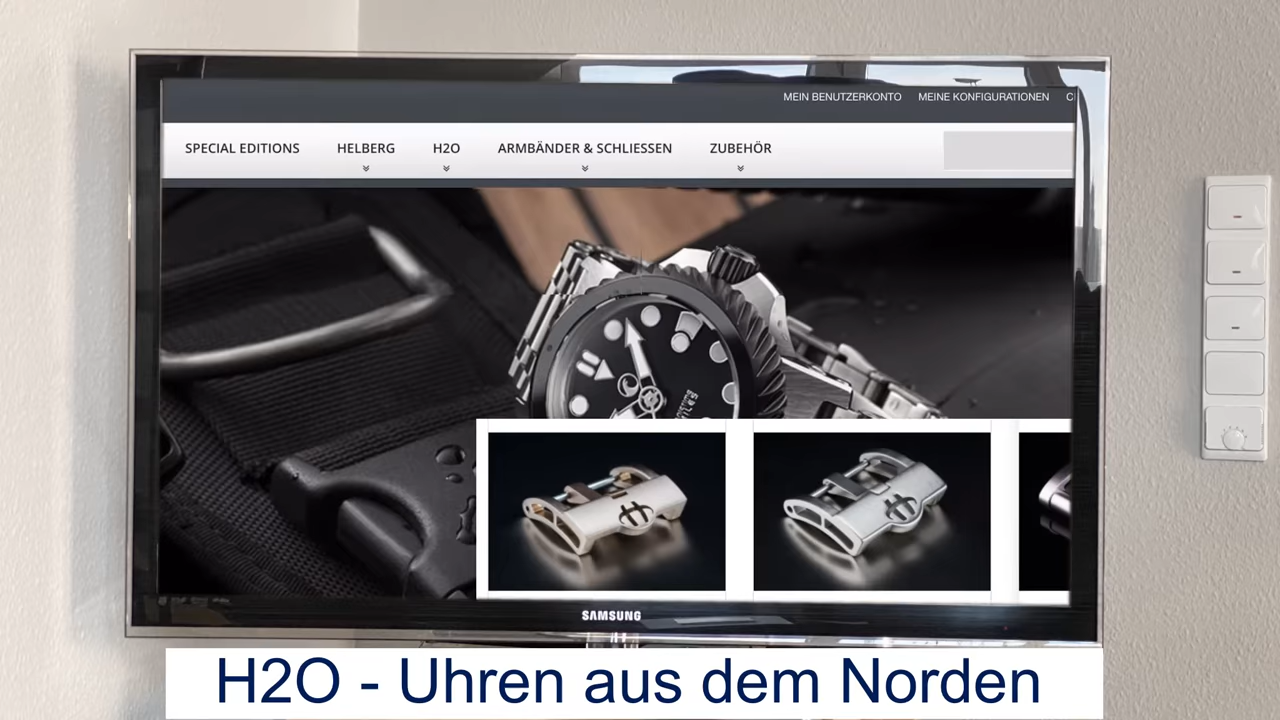 MEIN BENUTZERKONTO MEINE KONFIGURATIONEN
SPECIAL EDITIONS HELBERG H2O ARMBÄNDER & SCHLIESSEN ZUBEHÖR
SAMSUNG
H2O - Uhren aus dem Norden